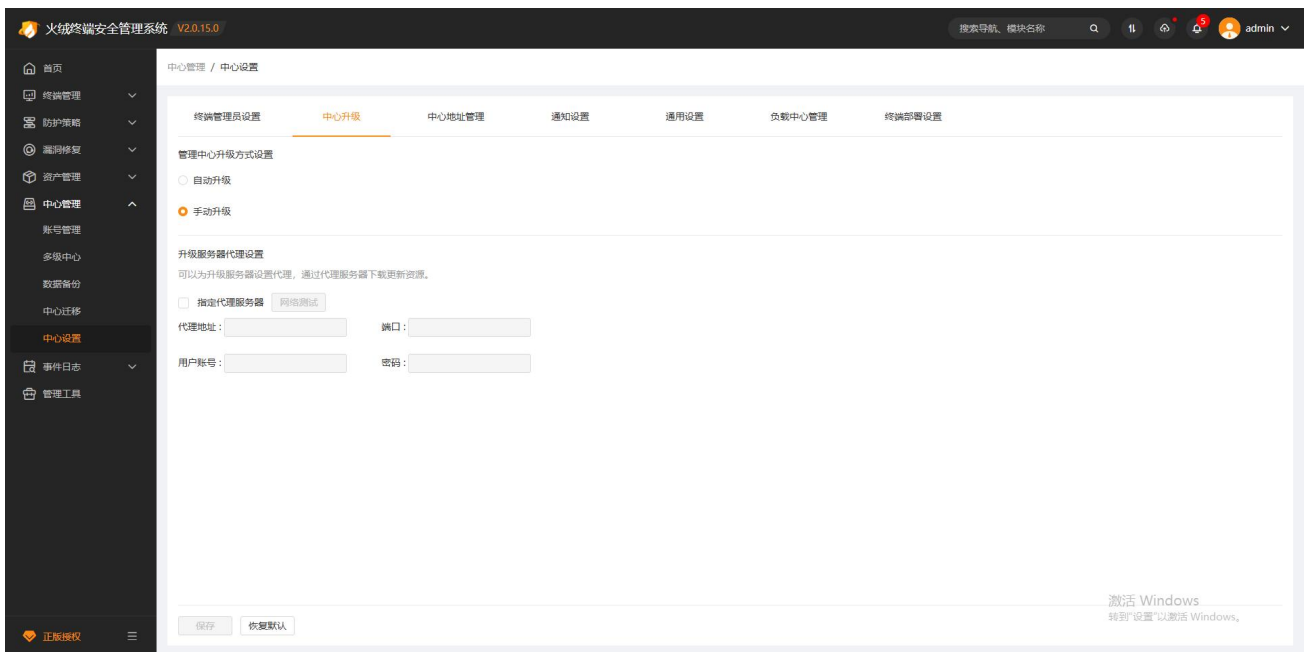 火绒终端安全管理系统 V2.0.15.0 搜索导航、模块名称 5 admin
首页
终端管理
防护策略
漏洞修复
资产管理
中心管理
账号管理
多级中心
数据备份
中心迁移
中心设置
事件日志
管理工具
正版授权
中心管理 / 中心设置
终端管理员设置 中心升级 中心地址管理 通知设置 通用设置 负载中心管理 终端部署设置
管理中心升级方式设置
自动升级
手动升级
升级服务器代理设置
可以为升级服务器设置代理，通过代理服务器下载更新资源。
指定代理服务器 网络测试
代理地址： 端口：
用户账号： 密码：
保存 恢复默认
激活 Windows
转到"设置"以激活 Windows。